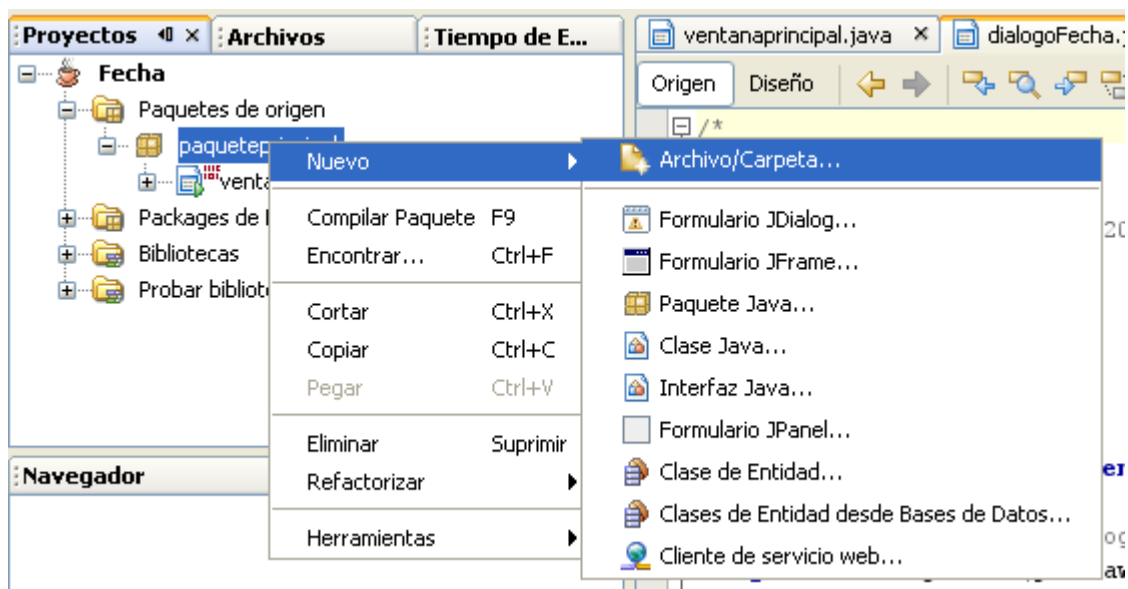 Proyectos
Archivos
Tiempo de E...
ventanaprincipal.java
dialogoFecha.
Fecha
Origen
Diseño
Paquetes de origen
/*
Nuevo
Archivo/Carpeta...
Packages de
Compilar Paquete F9
Formulario JDialog...
20
Bibliotecas
Encontrar... Ctrl+F
Formulario JFrame...
Probar
Cortar Ctrl+X
Paquete Java...
Copiar Ctrl+C
Clase Java...
Pegar Ctrl+V
Interfaz Java...
Eliminar Suprimir
Formulario JPanel...
Navegador
Refactorizar
Clase de Entidad...
Clases de Entidad desde Bases de Datos...
Herramientas
Cliente de servicio web...